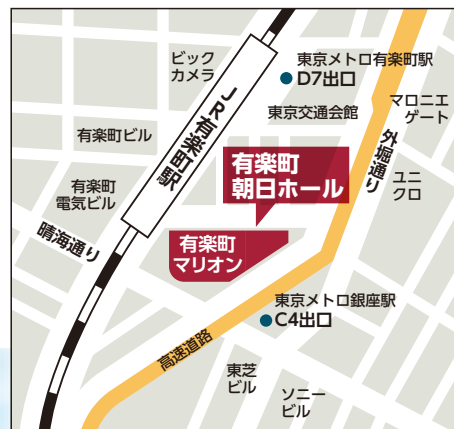 ビック
カメラ
東京メトロ有楽町駅
D7出口
マロニエ
ゲート
東京交通会館
JR有楽町駅
有楽町ビル
外堀通り
有楽町
朝日ホール
ユニ
クロ
有楽町
電気ビル
晴海通り
有楽町
マリオン
東京メトロ銀座駅
C4出口
高速道路
東芝
ビル
ソニー
ビル